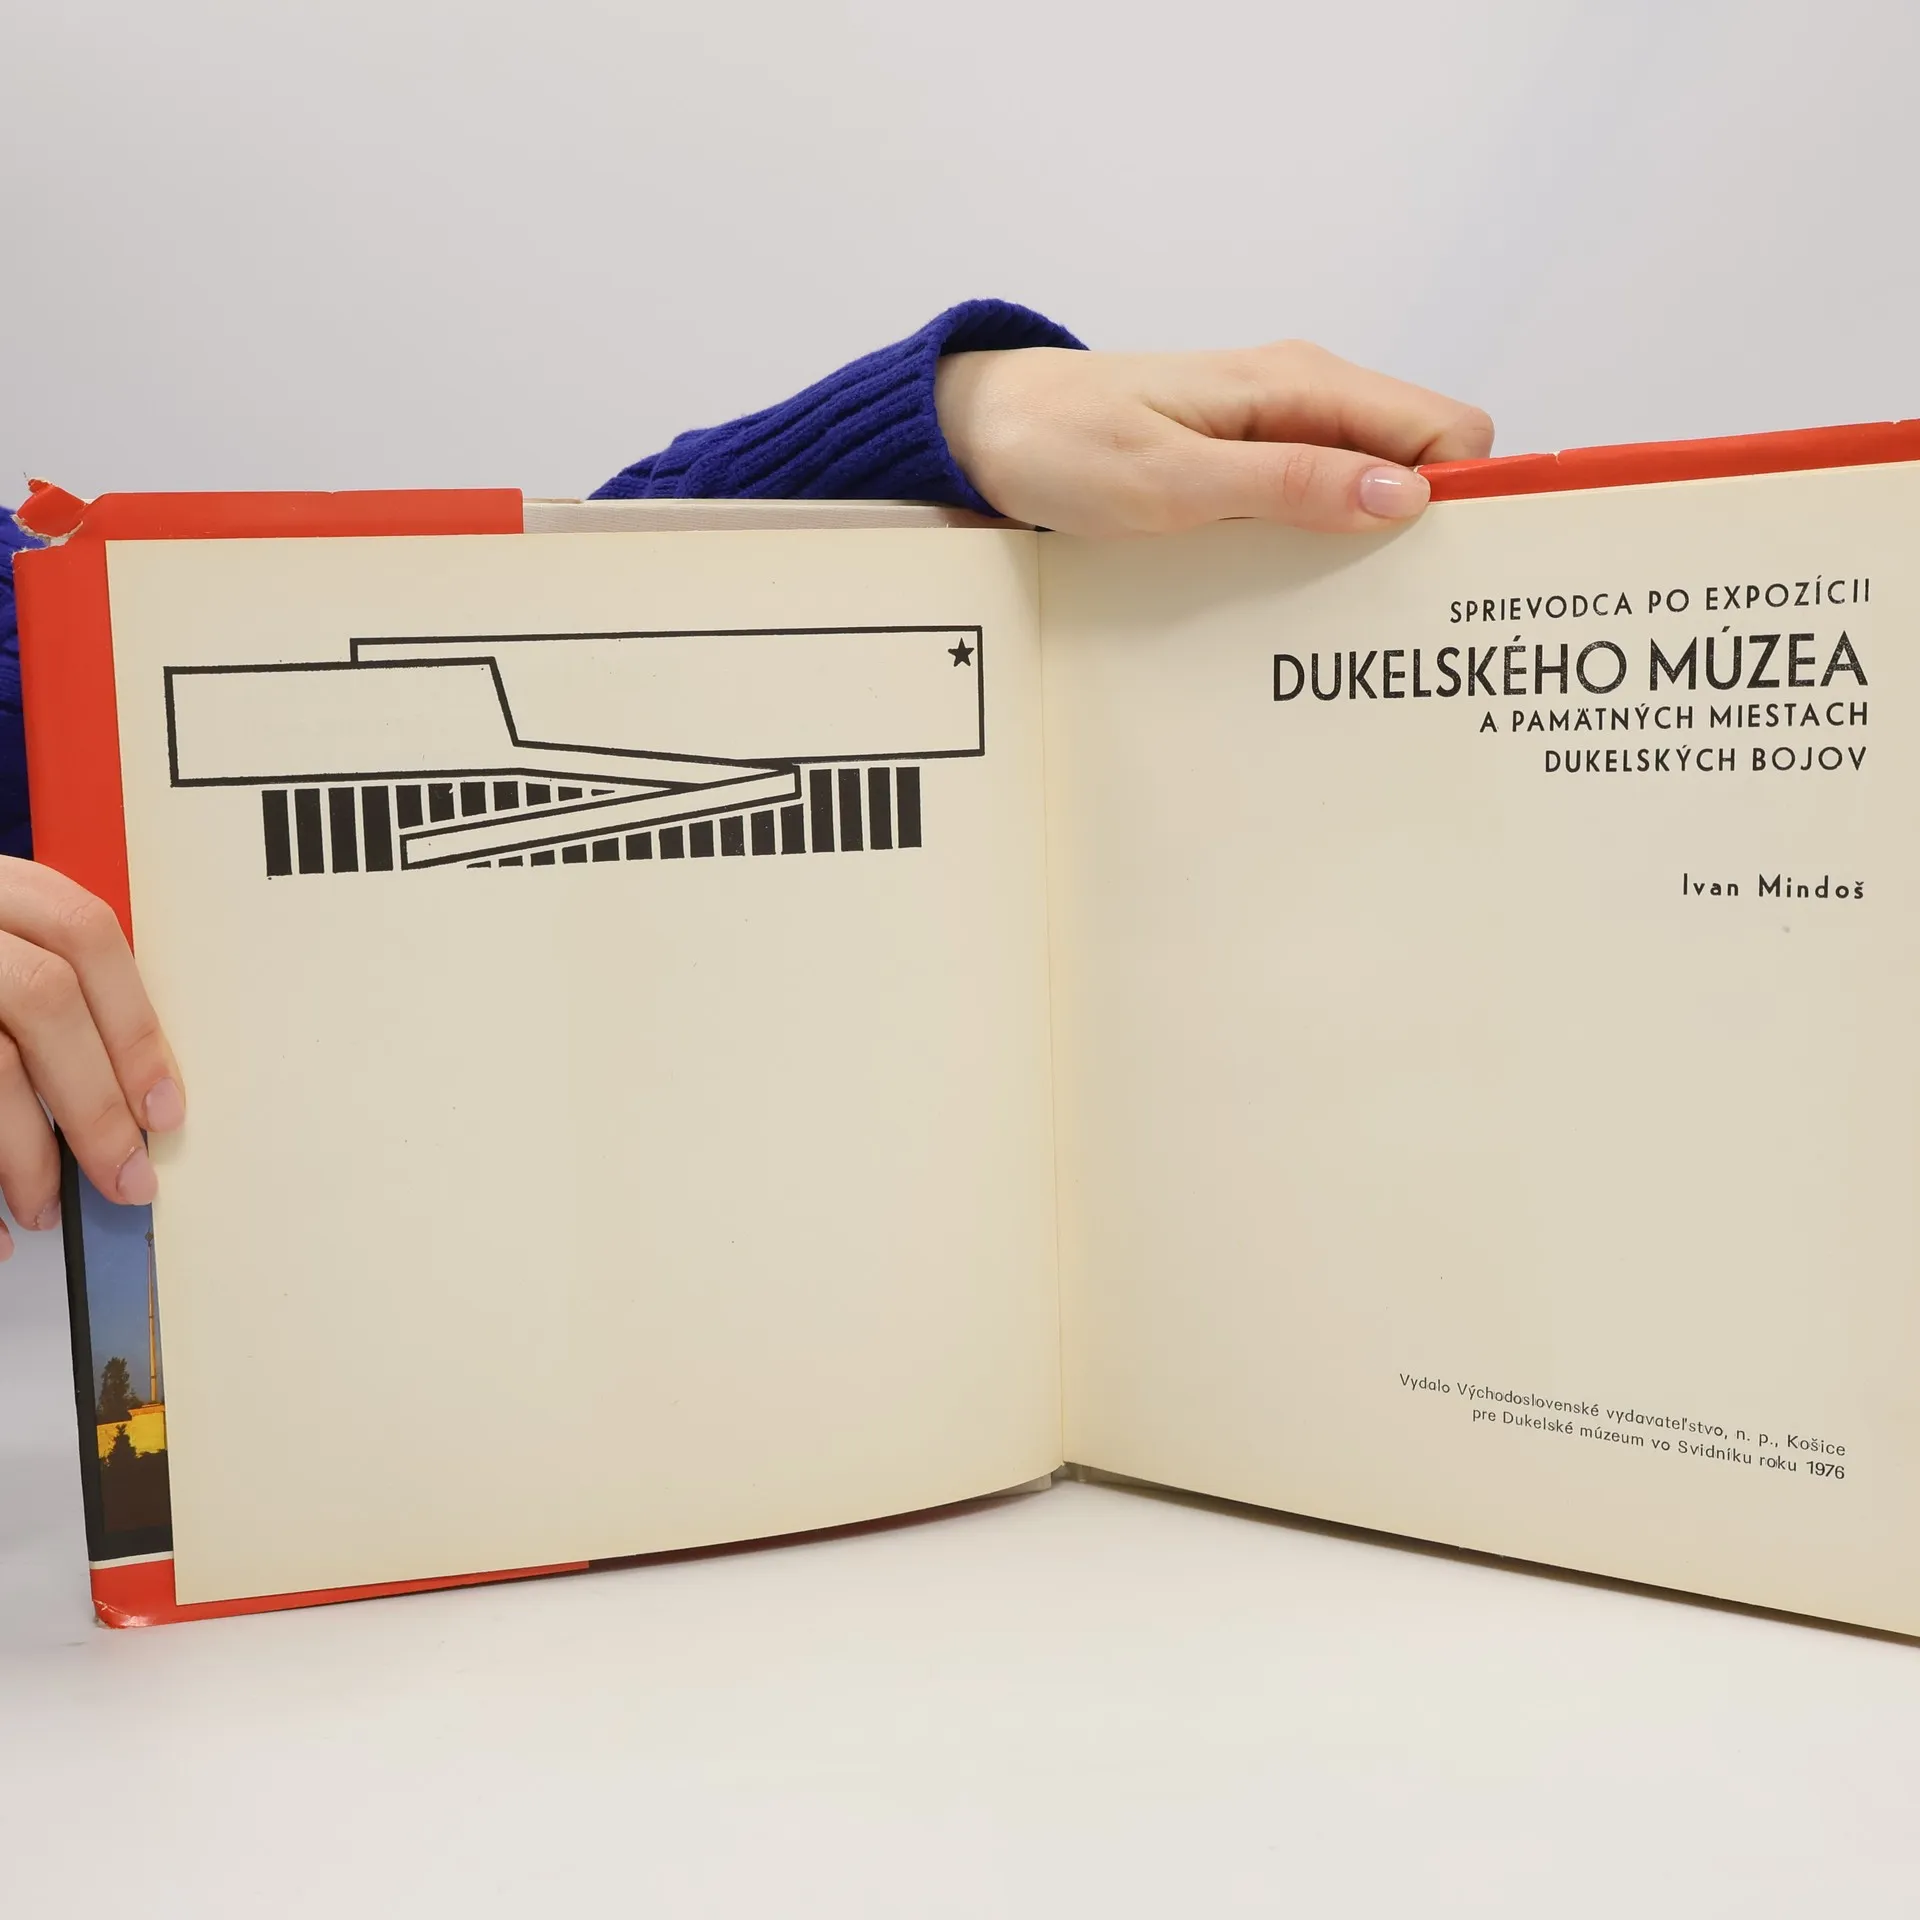 SPRIEVODCA PO EXPOZÍCII
DUKELSKÉHO MÚZEA
A PAMÄTNÝCH MIESTACH
DUKELSKÝCH BOJOV
Ivan Mindoš
Vydalo Východoslovenské vydavateľstvo, n. p., Košice
pre Dukelské múzeum vo Svidníku roku 1976